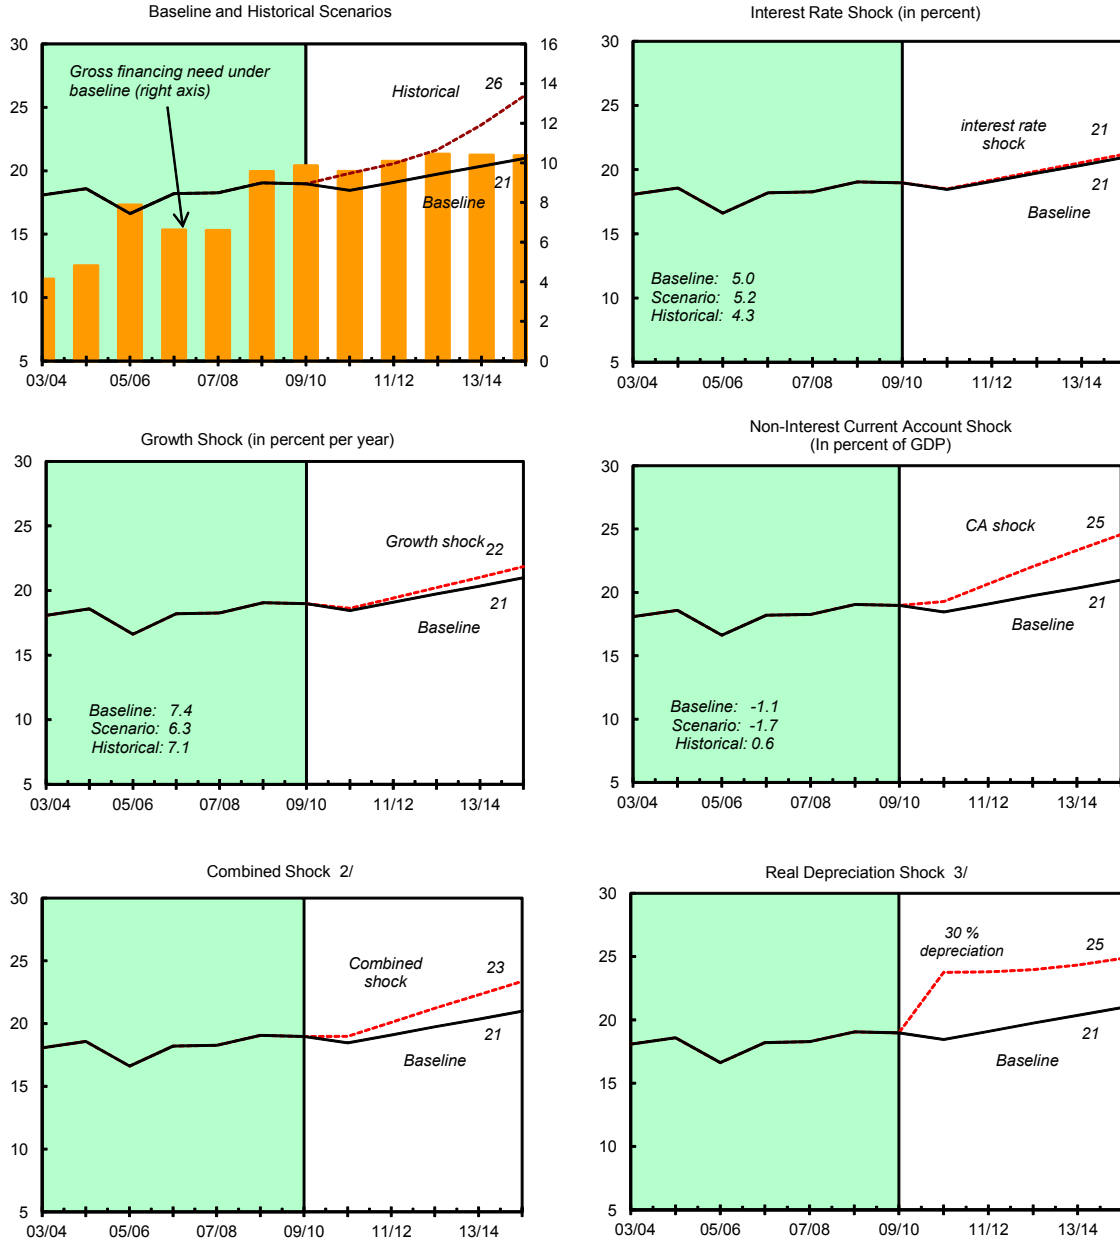 Baseline and Historical Scenarios
30
25
20
15
10
5
16
14
12
10
8
6
4
2
0
Gross financing need under
baseline (right axis)
Historical
26
21
Baseline
03/04
05/06
07/08
09/10
11/12
13/14
Interest Rate Shock (in percent)
30
25
20
15
10
5
interest rate
shock
21
21
Baseline
Baseline: 5.0
Scenario: 5.2
Historical: 4.3
03/04
05/06
07/08
09/10
11/12
13/14
Growth Shock (in percent per year)
30
25
20
15
10
5
Growth shock
22
21
Baseline
Baseline: 7.4
Scenario: 6.3
Historical: 7.1
03/04
05/06
07/08
09/10
11/12
13/14
Non-Interest Current Account Shock
(In percent of GDP)
30
25
20
15
10
5
CA shock
25
21
Baseline
Baseline: -1.1
Scenario: -1.7
Historical: 0.6
03/04
05/06
07/08
09/10
11/12
13/14
Combined Shock 2/
30
25
20
15
10
5
Combined
shock
23
21
Baseline
03/04
05/06
07/08
09/10
11/12
13/14
Real Depreciation Shock 3/
30
25
20
15
10
5
30 %
depreciation
25
21
Baseline
03/04
05/06
07/08
09/10
11/12
13/14